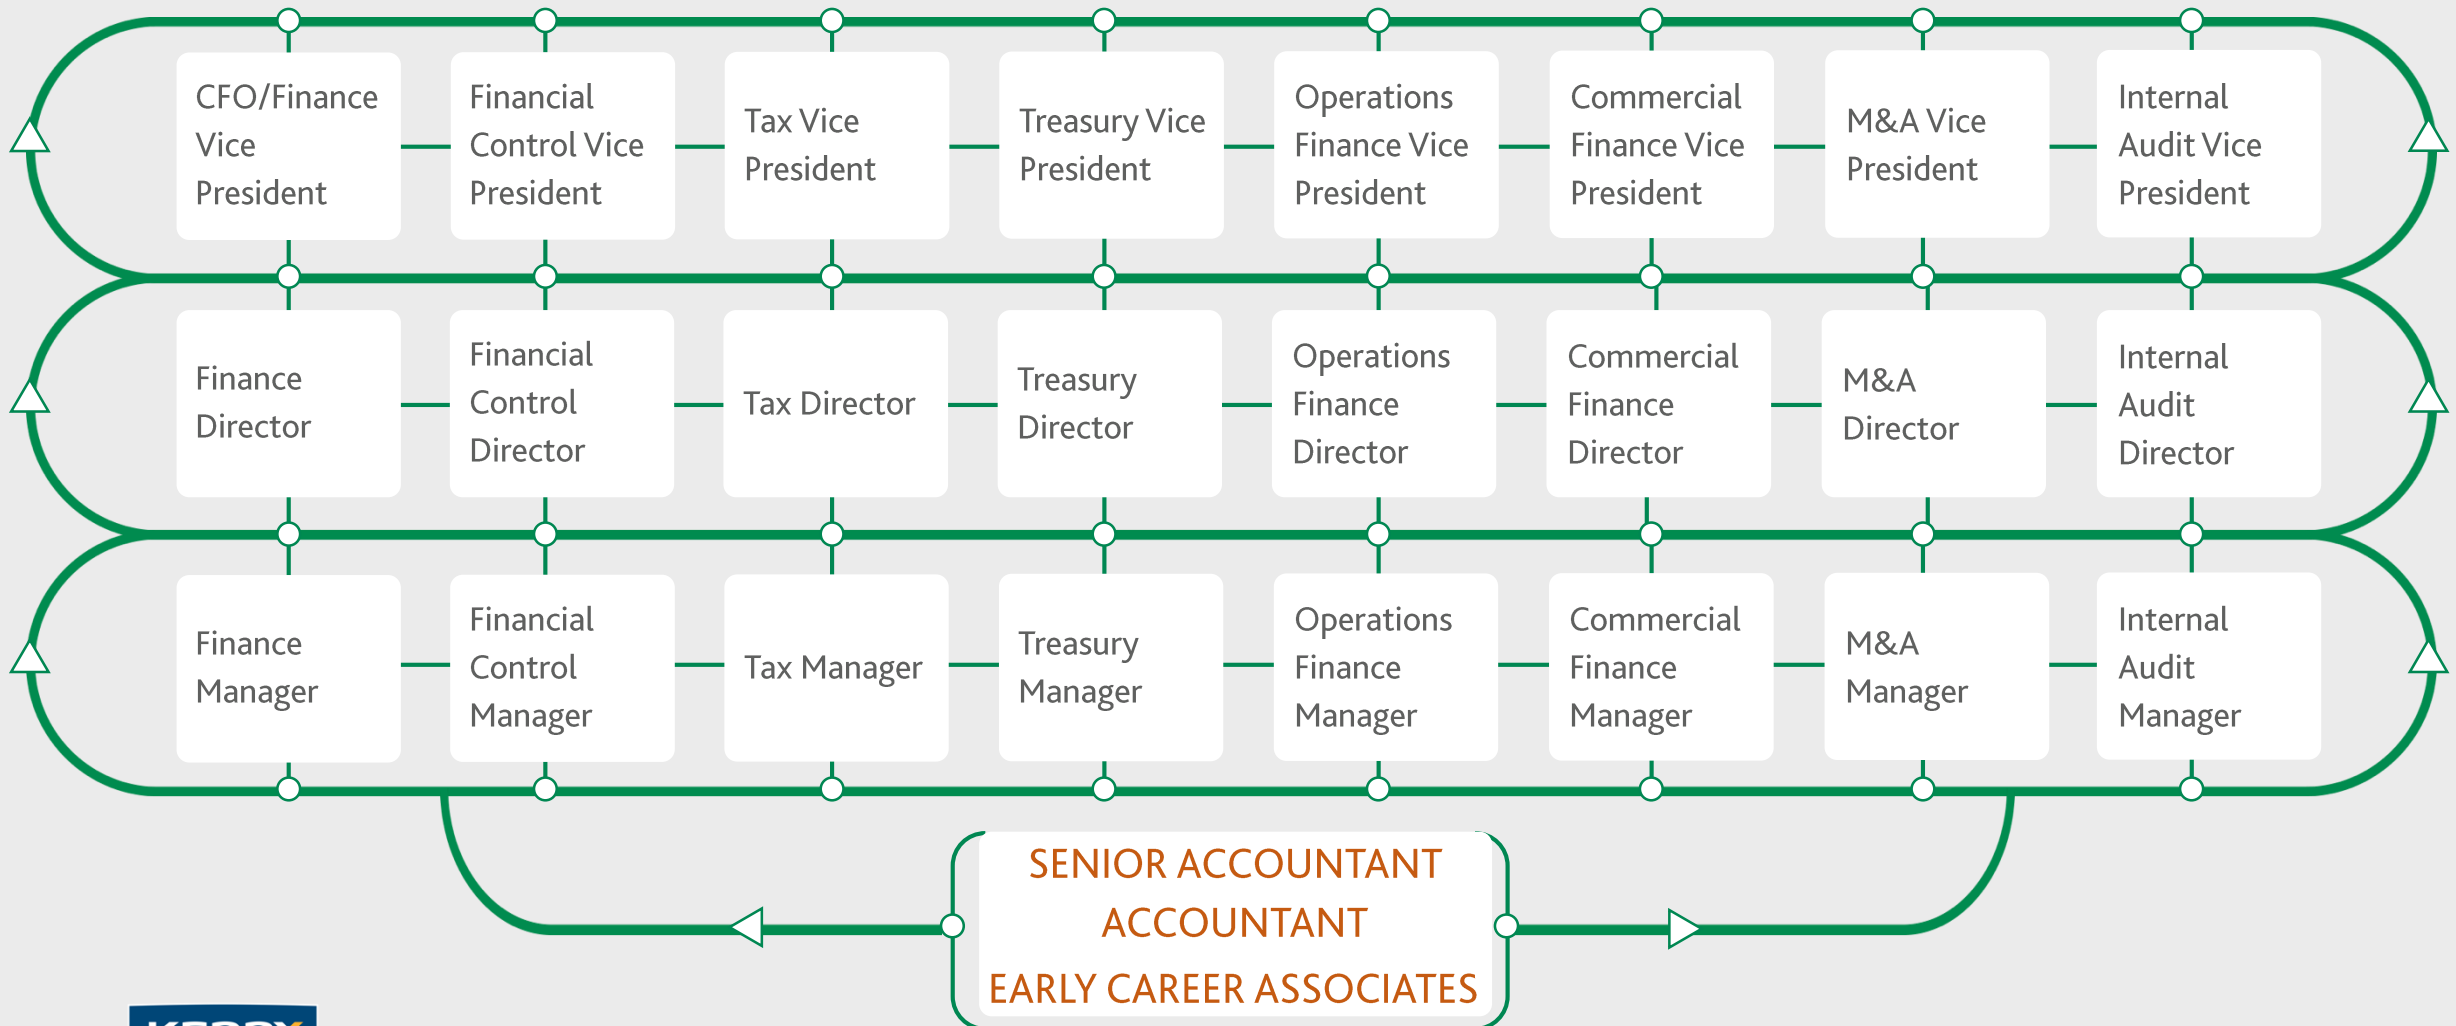 CFO/Finance
Vice
President
Financial
Control Vice
President
Tax Vice
President
Treasury Vice
President
Operations
Finance Vice
President
Commercial
Finance Vice
President
M&A Vice
President
Internal
Audit Vice
President
Finance
Director
Financial
Control
Director
Tax Director
Treasury
Director
Operations
Finance
Director
Commercial
Finance
Director
M&A
Director
Internal
Audit
Director
Finance
Manager
Financial
Control
Manager
Tax Manager
Treasury
Manager
Operations
Finance
Manager
Commercial
Finance
Manager
M&A
Manager
Internal
Audit
Manager
SENIOR ACCOUNTANT
ACCOUNTANT
EARLY CAREER ASSOCIATES